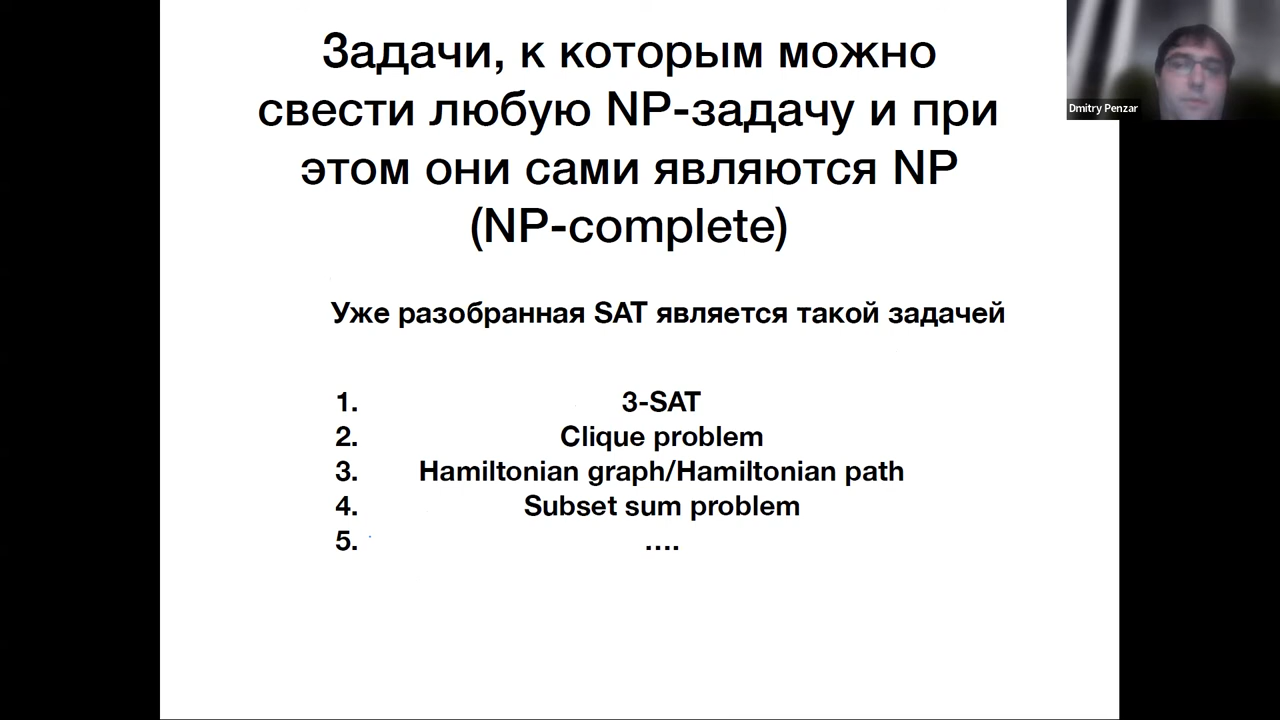 Задачи, к которым можно
свести любую NP-задачу и при
этом они сами являются NP
(NP-complete)
Dmitry Penzar
Уже разобранная SAT является такой задачей
1. 3-SAT
2. Clique problem
3. Hamiltonian graph/Hamiltonian path
4. Subset sum problem
5. ....